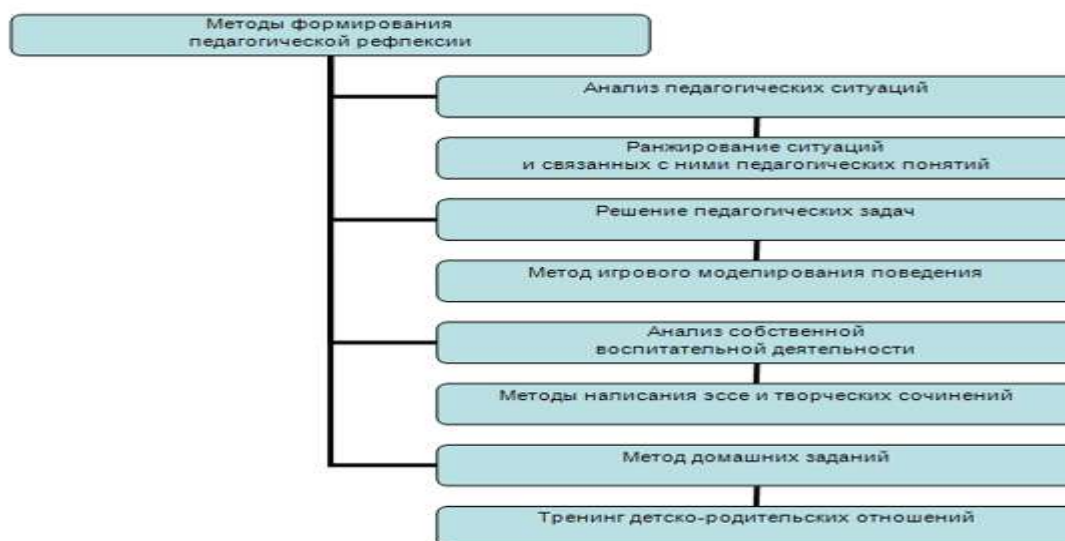 Методы формирования
педагогической рефлексии
Анализ педагогических ситуаций
Ранжирование ситуаций
и связанных с ними педагогических понятий
Решение педагогических задач
Метод игрового моделирования поведения
Анализ собственной
воспитательной деятельности
Методы написания эссе и творческих сочинений
Метод домашних заданий
Тренинг детско-родительских отношений